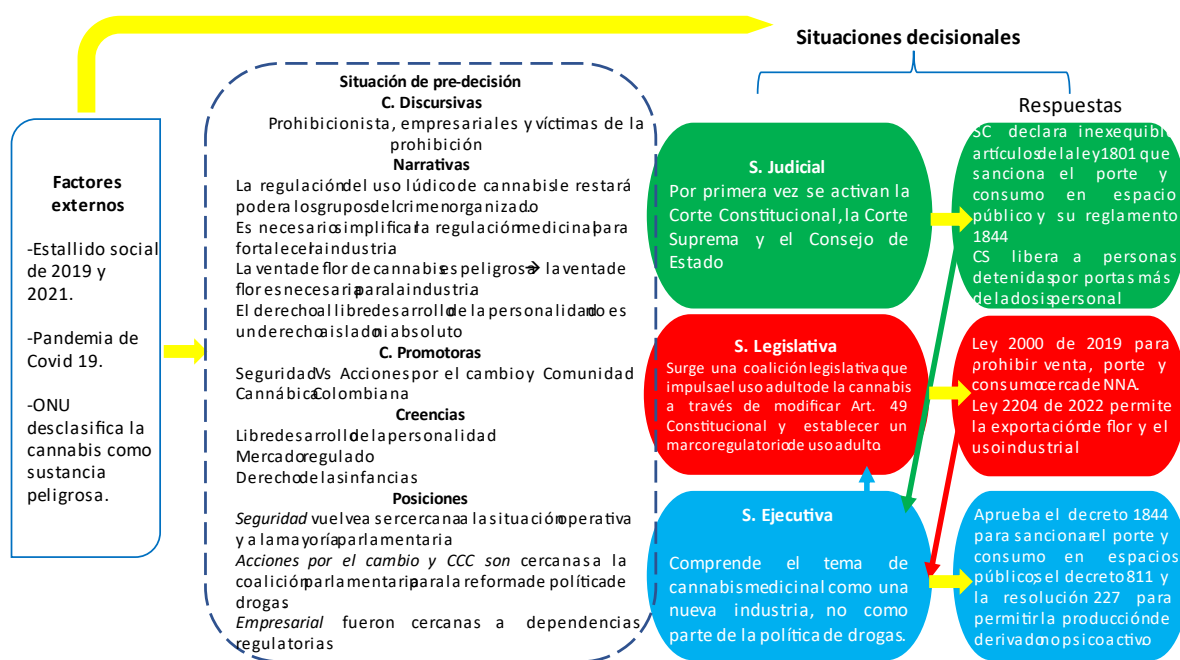 Situaciones decisionales
Factores
externos
-Estallido social
de 2019 y
2021.
-Pandemia de
Covid 19.
-ONU
desclasifica la
cannabis como
sustancia
peligrosa.
Situación de pre-decisión
C. Discursivas
Prohibicionista, empresariales y víctimas de la
prohibición
Narrativas
La regulación del uso lúdico de cannabis le restará
poder a los grupos del crimen organizado.
Es necesario simplificar la regulación medicinal para
fortalecer la industria
La venta de flor de cannabis es peligrosa→ la venta de
flor es necesaria para la industria
El derecho al libre desarrollo de la personalidad no es
un derecho aislado ni absoluto
C. Promotoras
Seguridad Vs Acciones por el cambio y Comunidad
Cannábica Colombiana
Creencias
Libre desarrollo de la personalidad
Mercado regulado
Derecho de las infancias
Posiciones
Seguridad vuelve a ser cercana a la situación operativa
y a la mayoría parlamentaria
Acciones por el cambio y CCC son cercanas a la
coalición parlamentaria para la reforma de política de
drogas
Empresarial fueron cercanas a dependencias
regulatorias
S. Judicial
Por primera vez se activan la
Corte Constitucional, la Corte
Suprema y el Consejo de
Estado
S. Legislativa
Surge una coalición legislativa que
impulsa el uso adulto de la cannabis
a través de modificar Art. 49
Constitucional y establecer un
marco regulatorio de uso adulto.
S. Ejecutiva
Comprende el tema de
cannabis medicinal como una
nueva industria, no como
parte de la política de drogas.
Respuestas
SC declara inexequible
artículos de la ley 1801 que
sanciona el porte y
consumo en espacio
público y su reglamento
1844
CS libera a personas
detenidas por portas más
de la dosis personal
Ley 2000 de 2019 para
prohibir venta, porte y
consumo cerca de NNA.
Ley 2204 de 2022 permite
la exportación de flor y el
uso industrial
Aprueba el decreto 1844
para sancionar el porte y
consumo en espacios
públicos; el decreto 811 y
la resolución 227 para
permitir la producción de
derivado no psicoactivo